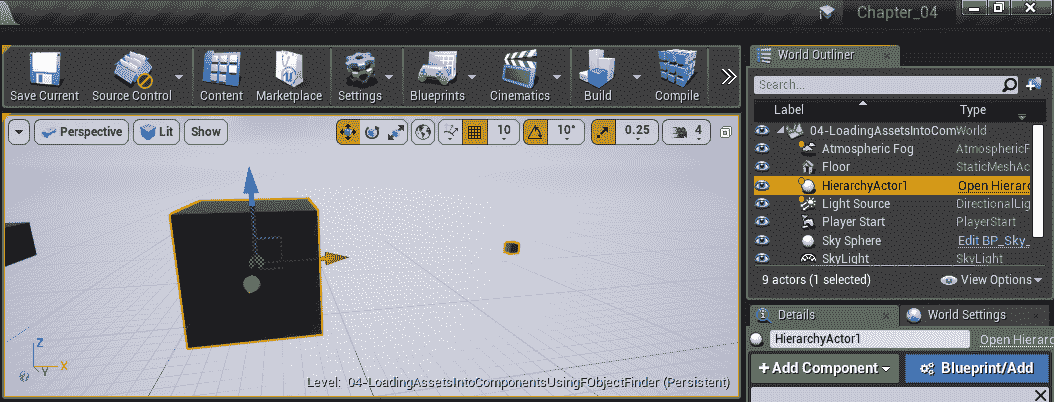 Chapter_04
World Outliner
Save Current Source Control Content Marketplace Settings Blueprints Cinematics Build Compile
Search...
Label Type
Perspective Lit Show 10 10° 0.25 4
04-LoadingAssetsIntoCom World
Atmospheric Fog AtmosphericF
Floor StaticMeshAc
HierarchyActor1 Open Hierarc
Light Source DirectionalLig
Player Start PlayerStart
Sky Sphere Edit BP_Sky_
SkyLight SkyLight
9 actors (1 selected) View Options
Details World Settings
HierarchyActor1 Open Hierarc
+ Add Component Blueprint/Add
Z
Y X
Level: 04-LoadingAssetsIntoComponentsUsingFObjectFinder (Persistent)